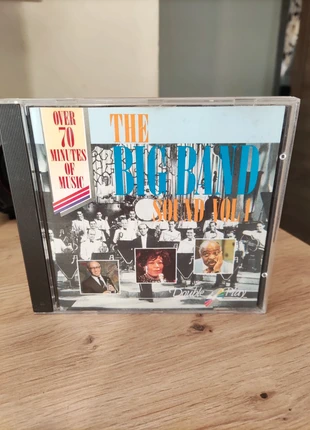 OVER
70
MINUTES
OF
MUSIC
THE
BIG BAND
SOUND VOL 1
Double Play